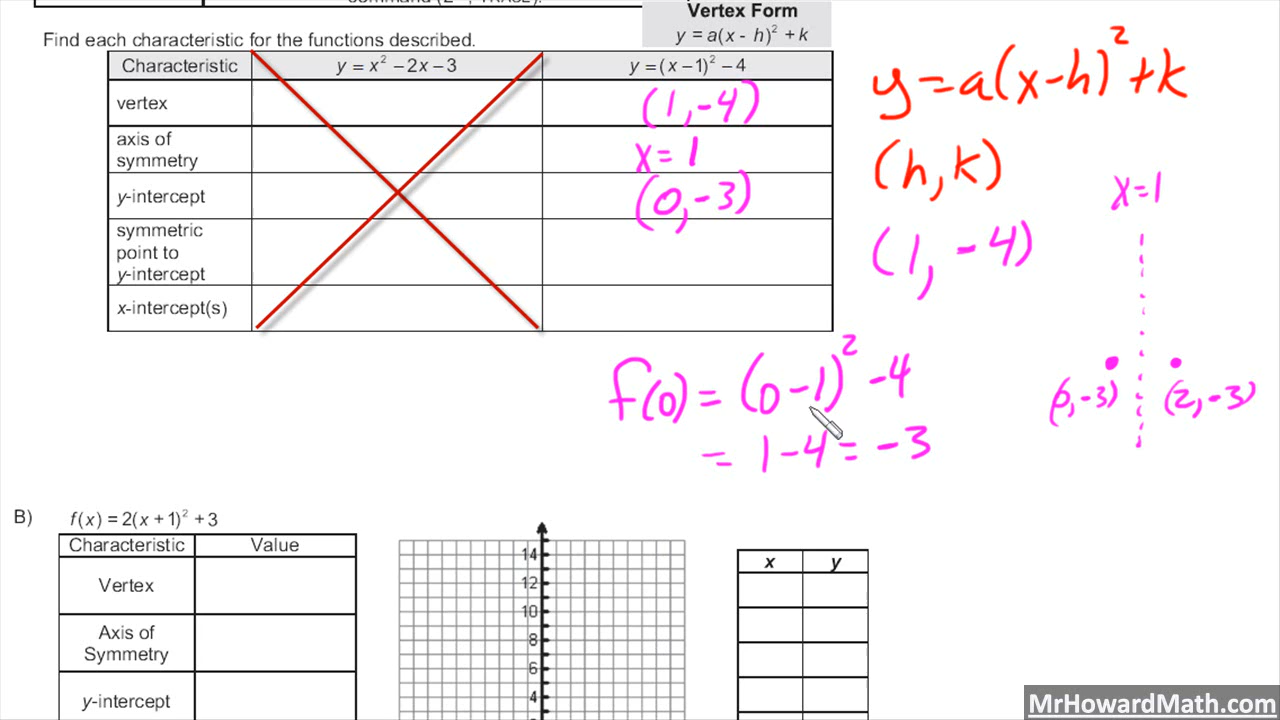 Vertex Form
y = a(x - h)² + k
Find each characteristic for the functions described.
Characteristic y = x² − 2x − 3 y = (x − 1)² − 4
vertex (1, -4)
axis of
symmetry x = 1
y-intercept (0, -3)
symmetric
point to
y-intercept
x-intercept(s)
y = a(x-h)² + k
(h, k)
(1, -4)
x = 1
(0, -3) (2, -3)
f(0) = (0-1)² - 4
= 1 - 4 = -3
B) f(x) = 2(x + 1)² + 3
Characteristic Value
Vertex
Axis of
Symmetry
y-intercept
14
12
10
8
6
4
x y
MrHowardMath.com